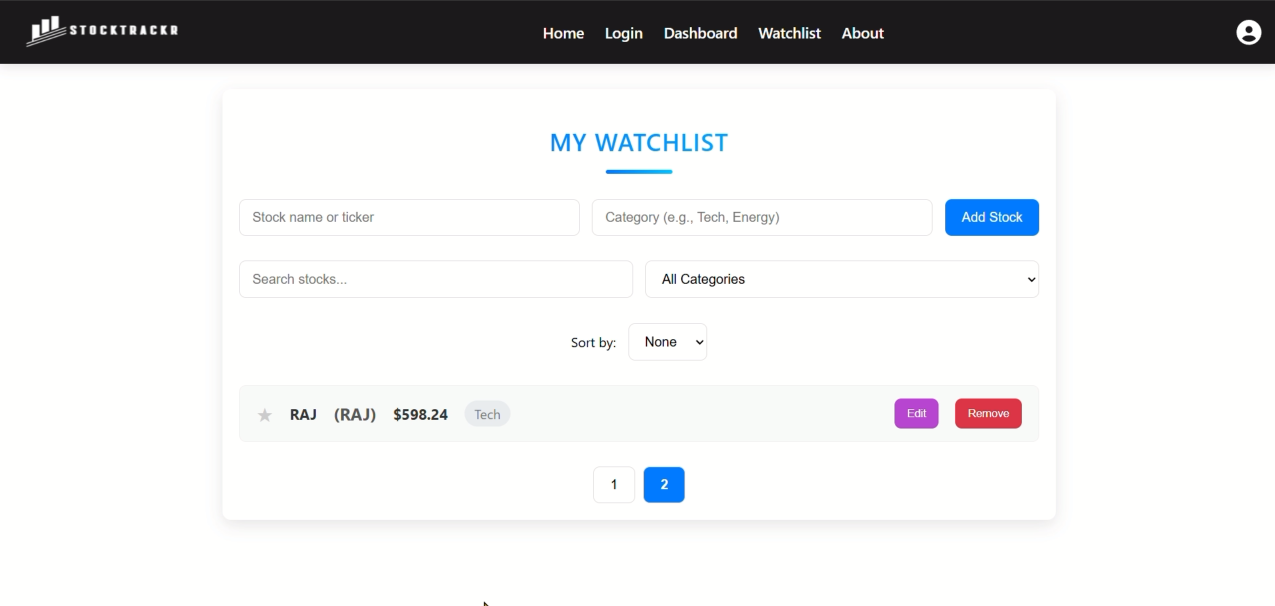 STOCKTRACKR
Home Login Dashboard Watchlist About
MY WATCHLIST
Stock name or ticker Category (e.g., Tech, Energy) Add Stock
Search stocks... All Categories
Sort by: None
★ RAJ (RAJ) $598.24 Tech Edit Remove
1 2